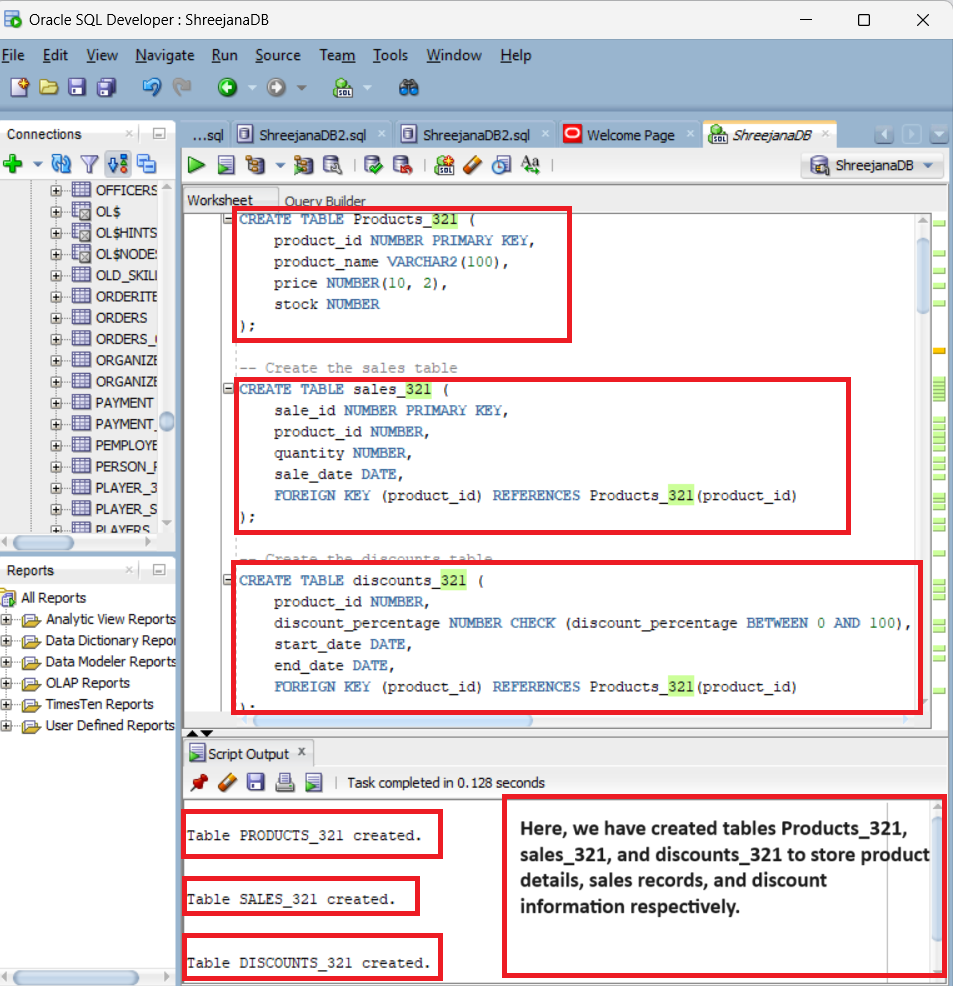 Oracle SQL Developer : ShreejanaDB
File Edit View Navigate Run Source Team Tools Window Help
Connections
...sql ShreejanaDB2.sql ShreejanaDB2.sql Welcome Page ShreejanaDB
ShreejanaDB
OFFICERS
OL$
OL$HINTS
OL$NODES
OLD_SKILL
ORDERITE
ORDERS
ORDERS_
ORGANIZE
ORGANIZE
PAYMENT
PAYMENT_
PEMPLOYE
PERSON_
PLAYER_3
PLAYER_S
PLAYERS
Worksheet Query Builder
CREATE TABLE Products_321 (
product_id NUMBER PRIMARY KEY,
product_name VARCHAR2(100),
price NUMBER(10, 2),
stock NUMBER
);
-- Create the sales table
CREATE TABLE sales_321 (
sale_id NUMBER PRIMARY KEY,
product_id NUMBER,
quantity NUMBER,
sale_date DATE,
FOREIGN KEY (product_id) REFERENCES Products_321(product_id)
);
-- Create the discounts table
CREATE TABLE discounts_321 (
product_id NUMBER,
discount_percentage NUMBER CHECK (discount_percentage BETWEEN 0 AND 100),
start_date DATE,
end_date DATE,
FOREIGN KEY (product_id) REFERENCES Products_321(product_id)
);
Reports
All Reports
Analytic View Reports
Data Dictionary Repor
Data Modeler Reports
OLAP Reports
TimesTen Reports
User Defined Reports
Script Output
Task completed in 0.128 seconds
Table PRODUCTS_321 created.
Table SALES_321 created.
Table DISCOUNTS_321 created.
Here, we have created tables Products_321,
sales_321, and discounts_321 to store product
details, sales records, and discount
information respectively.